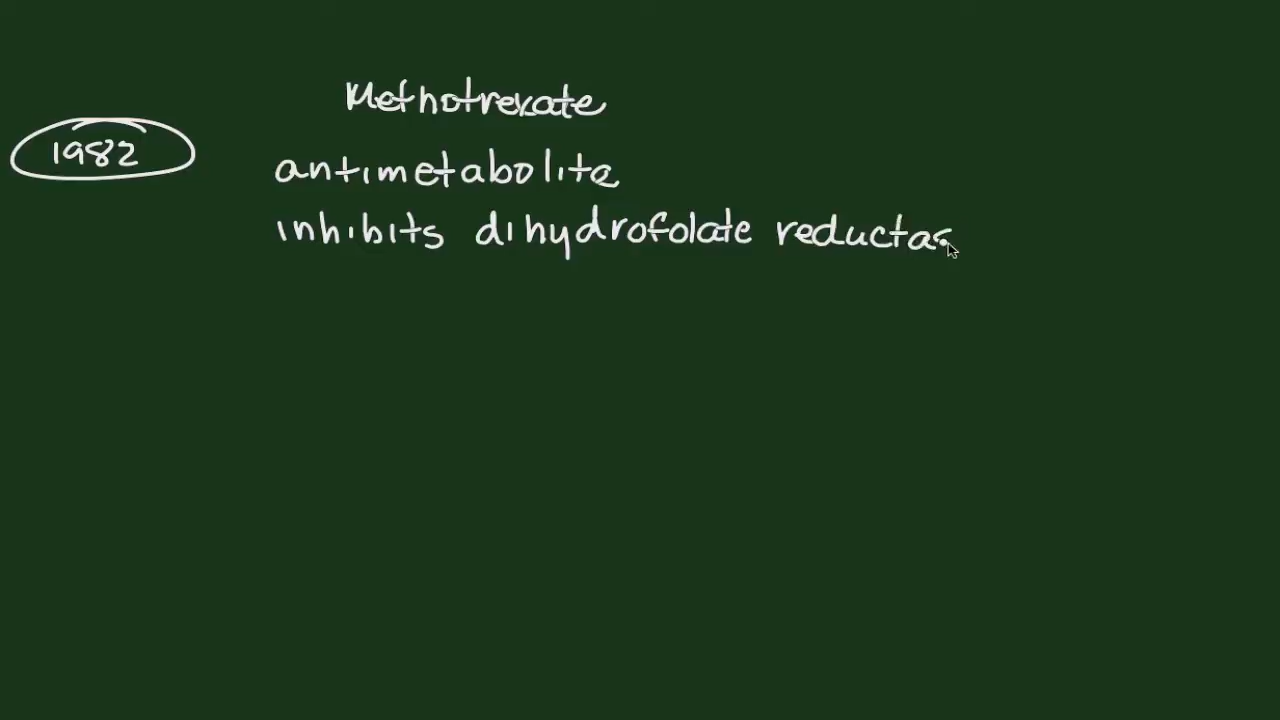 Methotrexate
1982
antimetabolite
inhibits dihydrofolate reductas